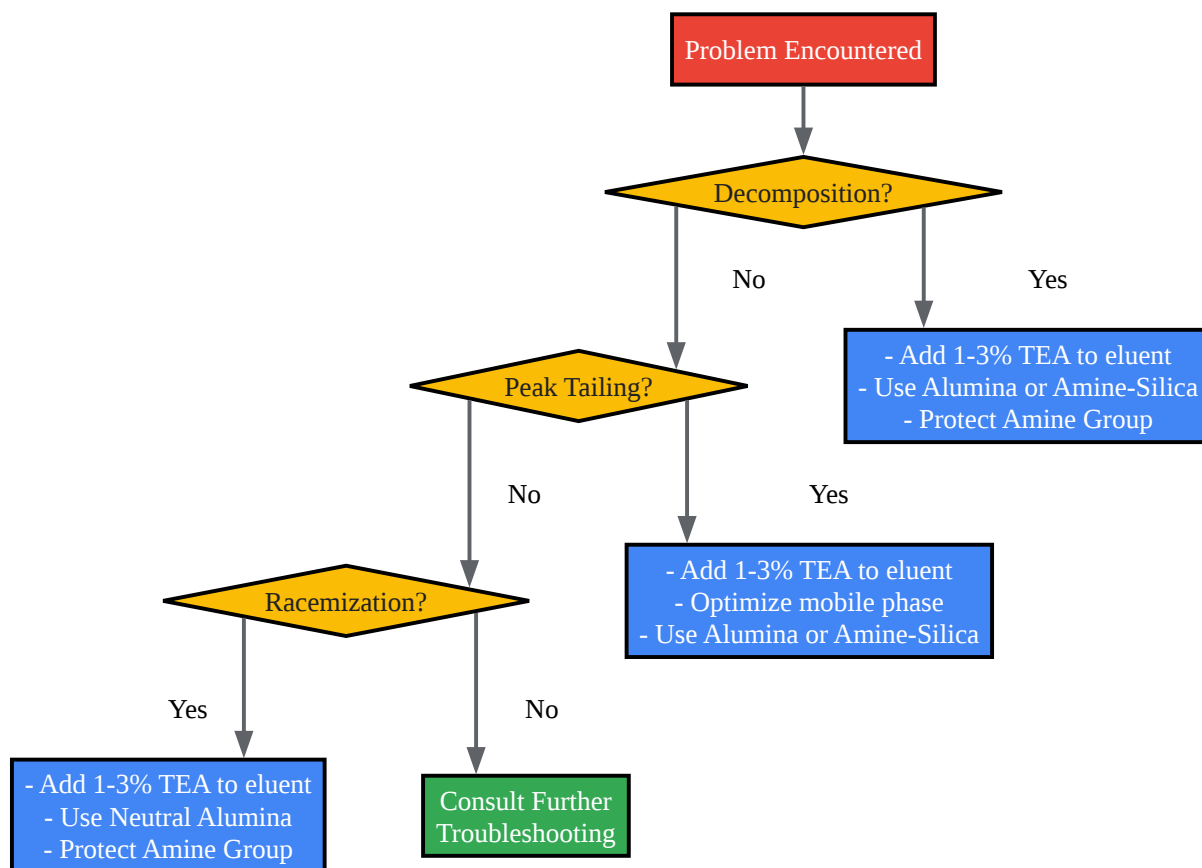 Problem Encountered
Decomposition?
No
Yes
- Add 1-3% TEA to eluent
- Use Alumina or Amine-Silica
- Protect Amine Group
Peak Tailing?
No
Yes
- Add 1-3% TEA to eluent
- Optimize mobile phase
- Use Alumina or Amine-Silica
Racemization?
Yes
No
- Add 1-3% TEA to eluent
- Use Neutral Alumina
- Protect Amine Group
Consult Further
Troubleshooting